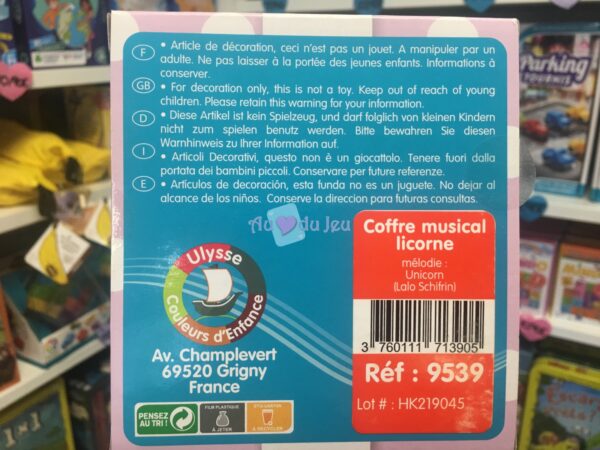 F • Article de décoration, ceci n'est pas un jouet. A manipuler par un
adulte. Ne pas laisser à la portée des jeunes enfants. Informations à
conserver.
GB • For decoration only, this is not a toy. Keep out of reach of young
children. Please retain this warning for your information.
D • Diese Artikel ist kein Spielzeug, und darf folglich von kleinen Kindern
nicht zum spielen benutz werden. Bitte bewahren Sie diesen
Warnhinweis zu Ihrer Information auf.
I • Articoli Decorativi, questo non è un giocattolo. Tenere fuori dalla
portata dei bambini piccoli. Conservare per future referenze.
E • Artículos de decoración, esta funda no es un juguete. No dejar al
alcance de los niños. Conserve la direccion para futuras consultas.
du Jeu
Ulysse
Couleurs d'Enfance
Av. Champlevert
69520 Grigny
France
PENSEZ
AU TRI !
FILM PLASTIQUE
À JETER
À RECYCLER
Coffre musical
licorne
mélodie :
Unicorn
(Lalo Schifrin)
3 760111 713905
Réf : 9539
Lot # : HK219045
Parking
TOURNIS